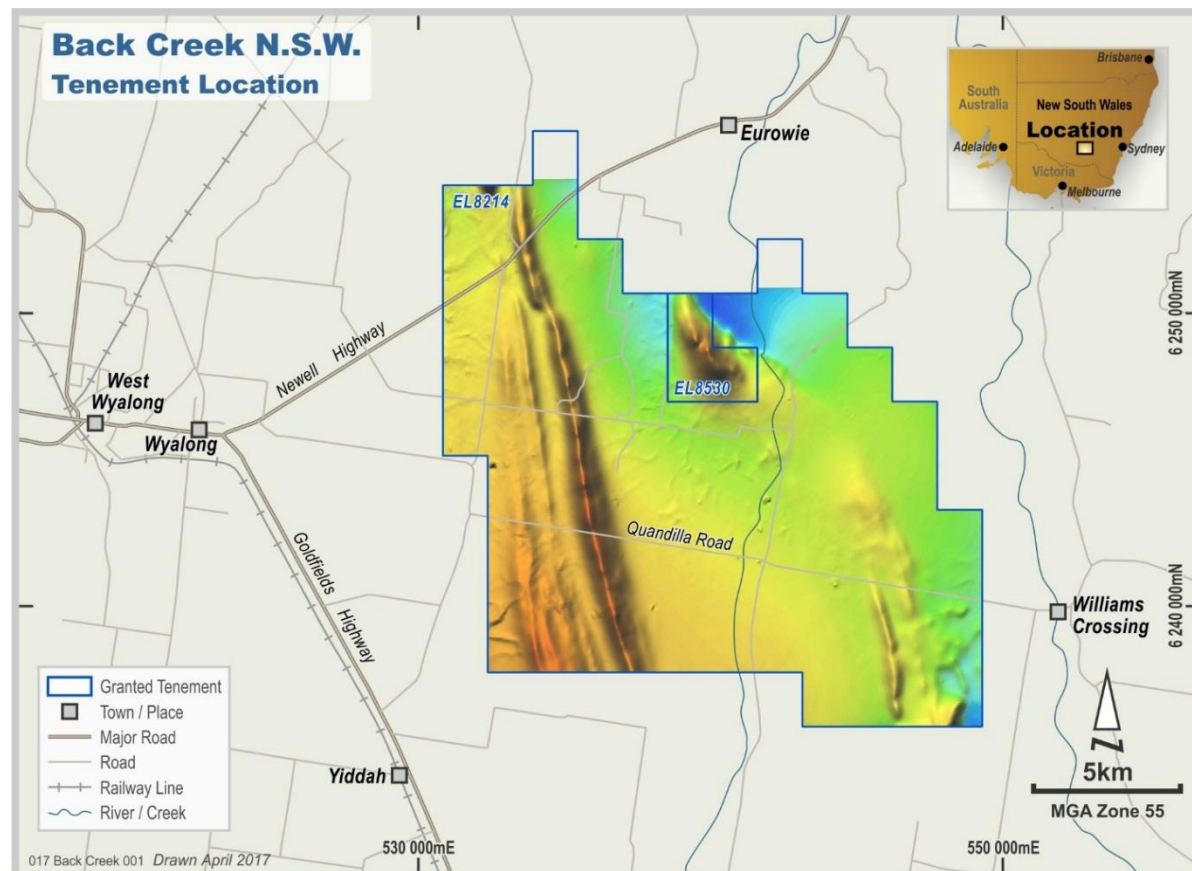 Back Creek N.S.W.
Tenement Location
Brisbane
South
Australia
New South Wales
Location
Adelaide
Sydney
Victoria
Melbourne
Eurowie
EL8214
6 250 000mN
Newell Highway
West
Wyalong
Wyalong
EL8530
Goldfields Highway
Quandilla Road
Williams
Crossing
6 240 000mN
Yiddah
Granted Tenement
Town / Place
Major Road
Road
Railway Line
River / Creek
N
5km
MGA Zone 55
530 000mE
550 000mE
017 Back Creek 001 Drawn April 2017